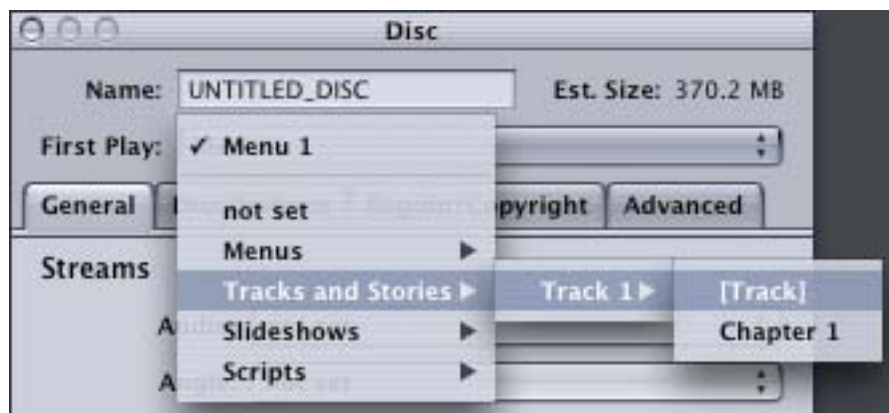 Disc
Name: UNTITLED_DISC Est. Size: 370.2 MB
First Play: ✓ Menu 1
General pyright Advanced
not set
Menus
Streams
Tracks and Stories Track 1 [Track]
Slideshows Chapter 1
Scripts